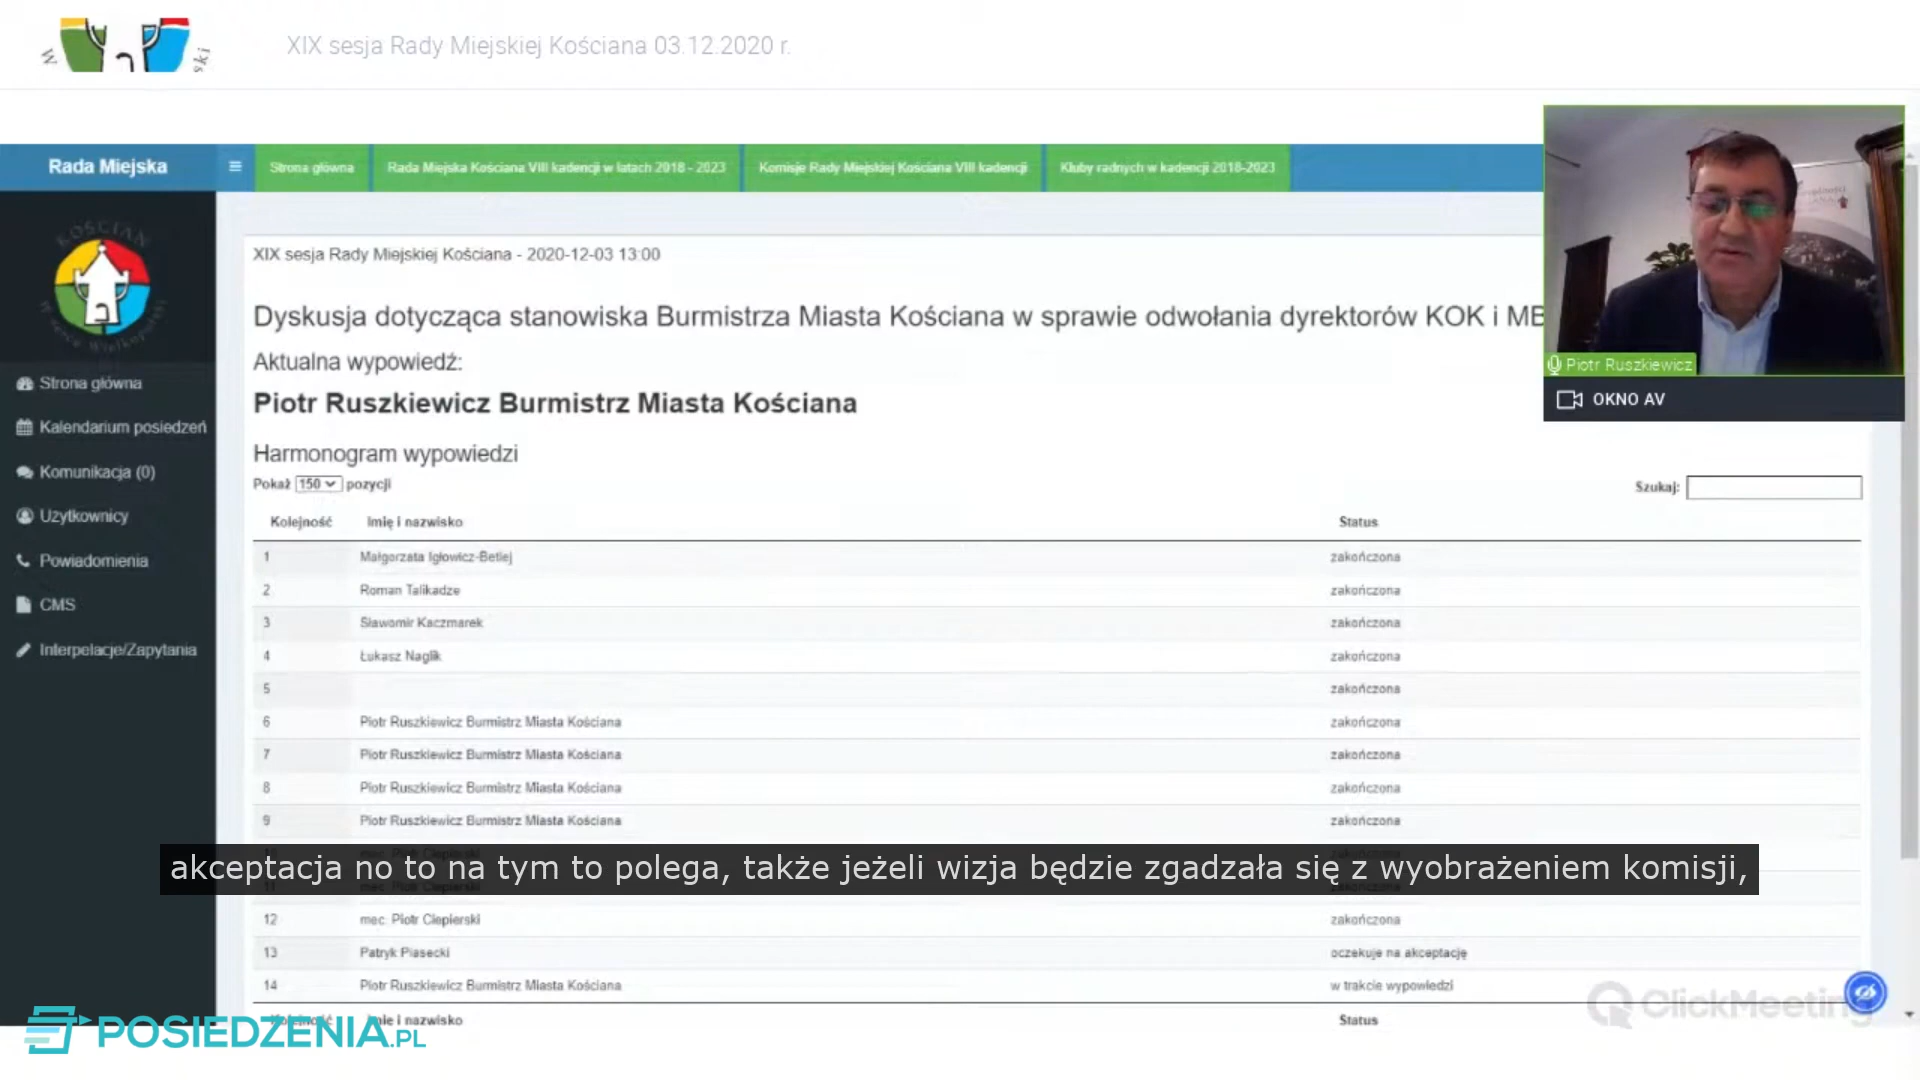 XIX sesja Rady Miejskiej Kościana 03.12.2020 r.
Rada Miejska
Strona główna
Rada Miejska Kościana VIII kadencji w latach 2018 - 2023
Komisje Rady Miejskiej Kościana VIII kadencji
Kluby radnych w kadencji 2018-2023
KOŚCIAN
XIX sesja Rady Miejskiej Kościana - 2020-12-03 13:00
Dyskusja dotycząca stanowiska Burmistrza Miasta Kościana w sprawie odwołania dyrektorów KOK i MB
Aktualna wypowiedź:
Piotr Ruszkiewicz Burmistrz Miasta Kościana
Piotr Ruszkiewicz
OKNO AV
Strona główna
Kalendarium posiedzeń
Komunikacja (0)
Użytkownicy
Powiadomienia
CMS
Interpelacje/Zapytania
Harmonogram wypowiedzi
Pokaż 150 pozycji
Szukaj:
Kolejność Imię i nazwisko Status
1 Małgorzata Igłowicz-Betlej zakończona
2 Roman Talikadze zakończona
3 Sławomir Kaczmarek zakończona
4 Łukasz Naglik zakończona
5 zakończona
6 Piotr Ruszkiewicz Burmistrz Miasta Kościana zakończona
7 Piotr Ruszkiewicz Burmistrz Miasta Kościana zakończona
8 Piotr Ruszkiewicz Burmistrz Miasta Kościana zakończona
9 Piotr Ruszkiewicz Burmistrz Miasta Kościana zakończona
akceptacja no to na tym to polega, także jeżeli wizja będzie zgadzała się z wyobrażeniem komisji,
12 mec. Piotr Ciepierski zakończona
13 Patryk Piasecki oczekuje na akceptację
14 Piotr Ruszkiewicz Burmistrz Miasta Kościana w trakcie wypowiedzi
Kolejność Imię i nazwisko Status
ClickMeeting
POSIEDZENIA.PL